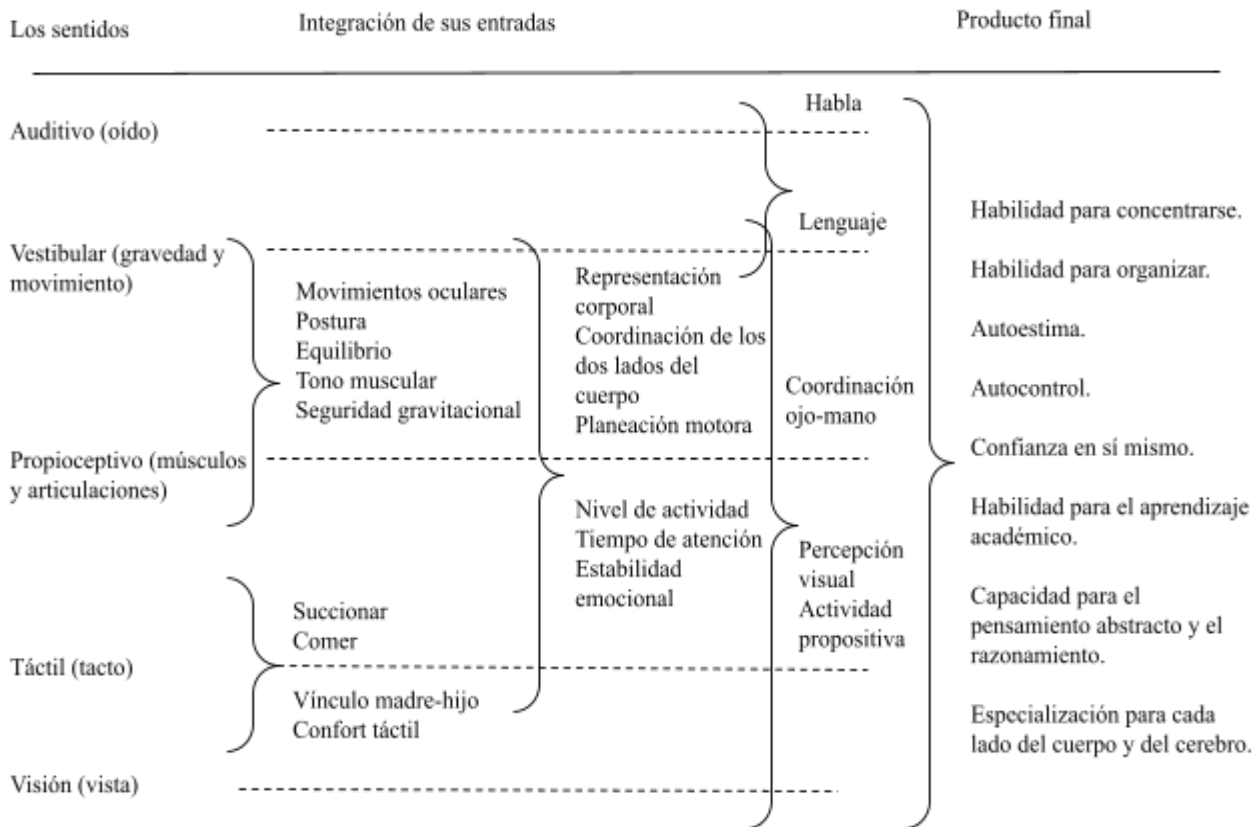 Los sentidos
Integración de sus entradas
Producto final
Auditivo (oído)
Vestibular (gravedad y
movimiento)
Propioceptivo (músculos
y articulaciones)
Táctil (tacto)
Visión (vista)
Movimientos oculares
Postura
Equilibrio
Tono muscular
Seguridad gravitacional
Succionar
Comer
Vínculo madre-hijo
Confort táctil
Representación
corporal
Coordinación de los
dos lados del
cuerpo
Planeación motora
Nivel de actividad
Tiempo de atención
Estabilidad
emocional
Habla
Lenguaje
Coordinación
ojo-mano
Percepción
visual
Actividad
propositiva
Habilidad para concentrarse.
Habilidad para organizar.
Autoestima.
Autocontrol.
Confianza en sí mismo.
Habilidad para el aprendizaje
académico.
Capacidad para el
pensamiento abstracto y el
razonamiento.
Especialización para cada
lado del cuerpo y del cerebro.